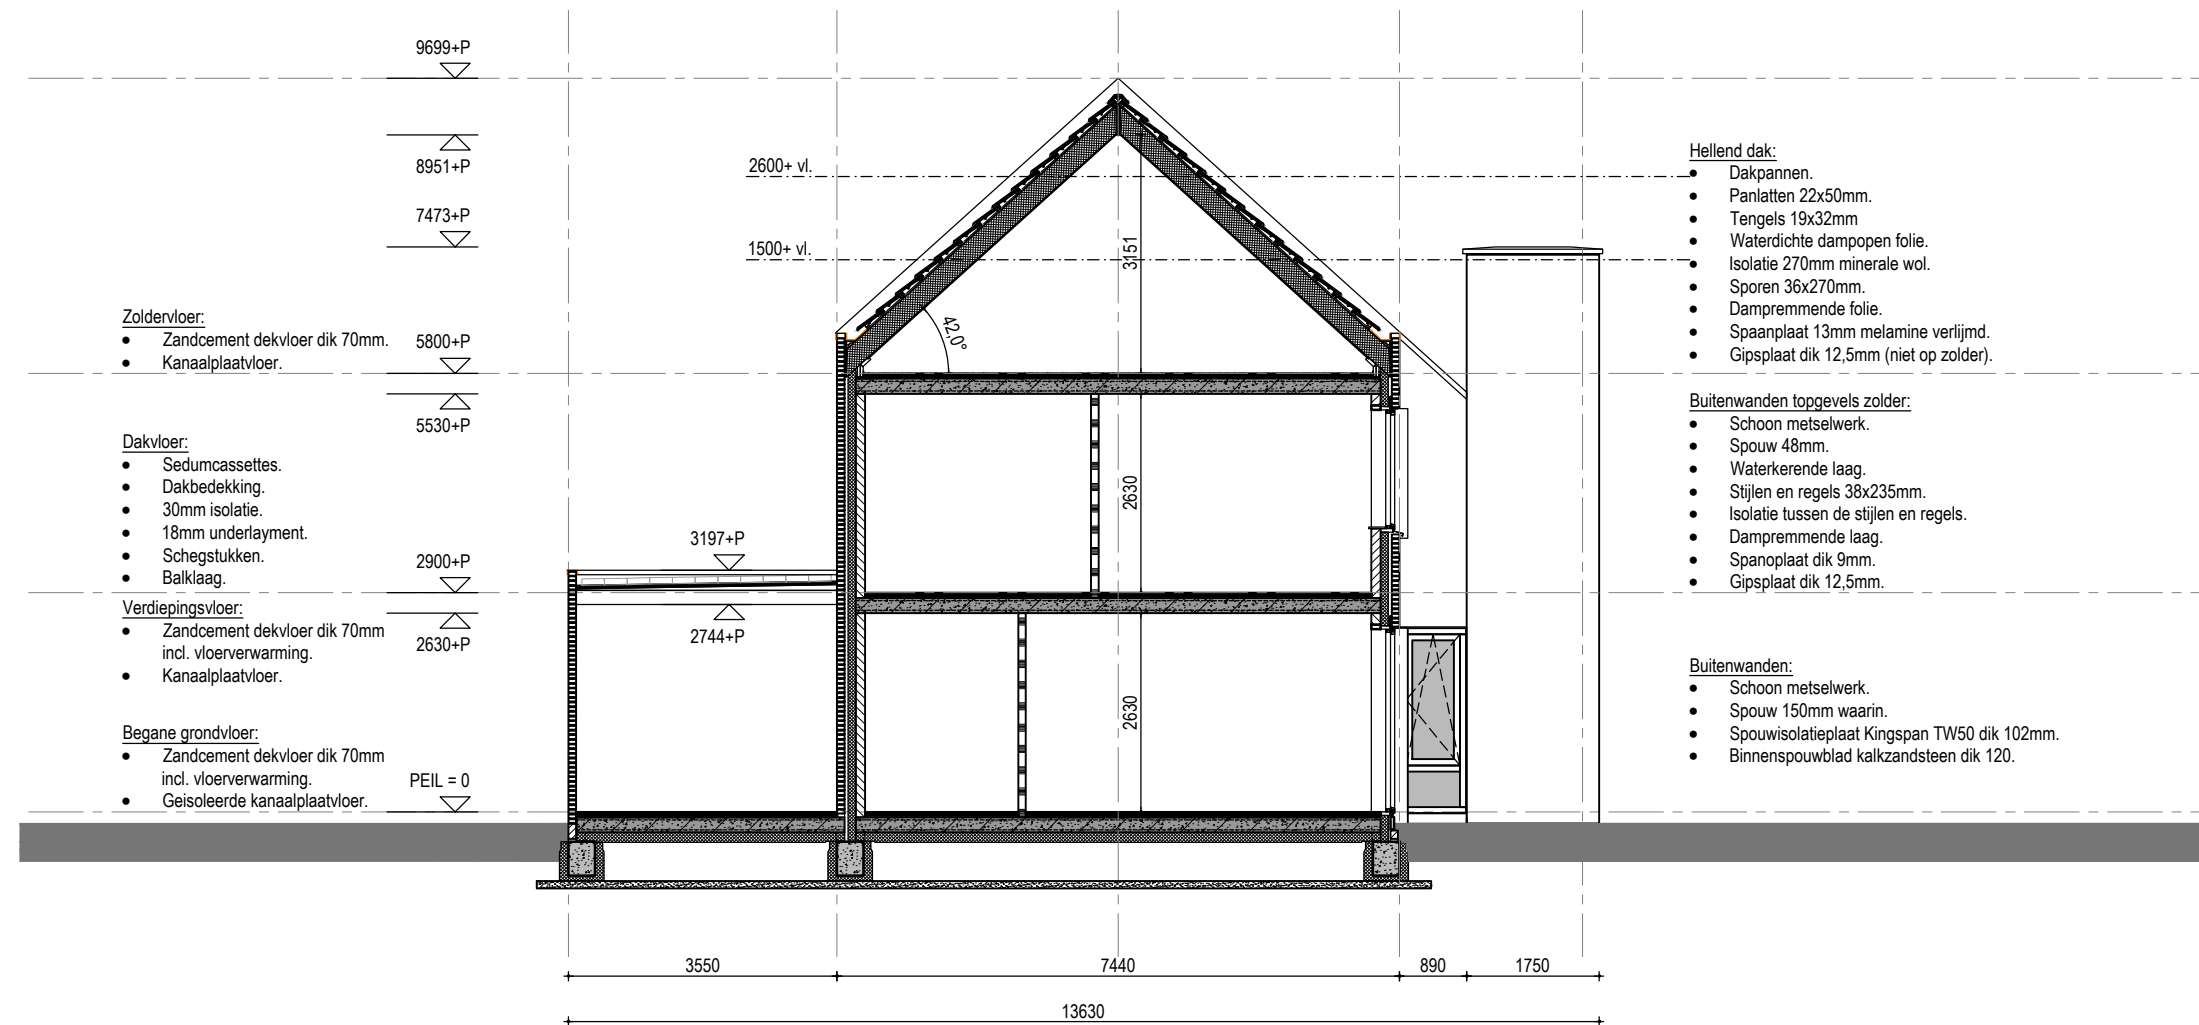 9699+P
8951+P
7473+P
5800+P
5530+P
2900+P
2630+P
PEIL = 0
Zoldervloer:
• Zandcement dekvloer dik 70mm.
• Kanaalplaatvloer.
Dakvloer:
• Sedumcassettes.
• Dakbedekking.
• 30mm isolatie.
• 18mm underlayment.
• Schegstukken.
• Balklaag.
Verdiepingsvloer:
• Zandcement dekvloer dik 70mm
incl. vloerverwarming.
• Kanaalplaatvloer.
Begane grondvloer:
• Zandcement dekvloer dik 70mm
incl. vloerverwarming.
• Geisoleerde kanaalplaatvloer.
2600+ vl.
1500+ vl.
3151
42,0°
2630
3197+P
2744+P
2630
Hellend dak:
• Dakpannen.
• Panlatten 22x50mm.
• Tengels 19x32mm
• Waterdichte dampopen folie.
• Isolatie 270mm minerale wol.
• Sporen 36x270mm.
• Dampremmende folie.
• Spaanplaat 13mm melamine verlijmd.
• Gipsplaat dik 12,5mm (niet op zolder).
Buitenwanden topgevels zolder:
• Schoon metselwerk.
• Spouw 48mm.
• Waterkerende laag.
• Stijlen en regels 38x235mm.
• Isolatie tussen de stijlen en regels.
• Dampremmende laag.
• Spanoplaat dik 9mm.
• Gipsplaat dik 12,5mm.
Buitenwanden:
• Schoon metselwerk.
• Spouw 150mm waarin.
• Spouwisolatieplaat Kingspan TW50 dik 102mm.
• Binnenspouwblad kalkzandsteen dik 120.
3550 7440 890 1750
13630